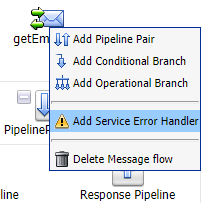 getEm
Add Pipeline Pair
Add Conditional Branch
Add Operational Branch
PipelineP
Add Service Error Handler
Delete Message flow
eline
Response Pipeline